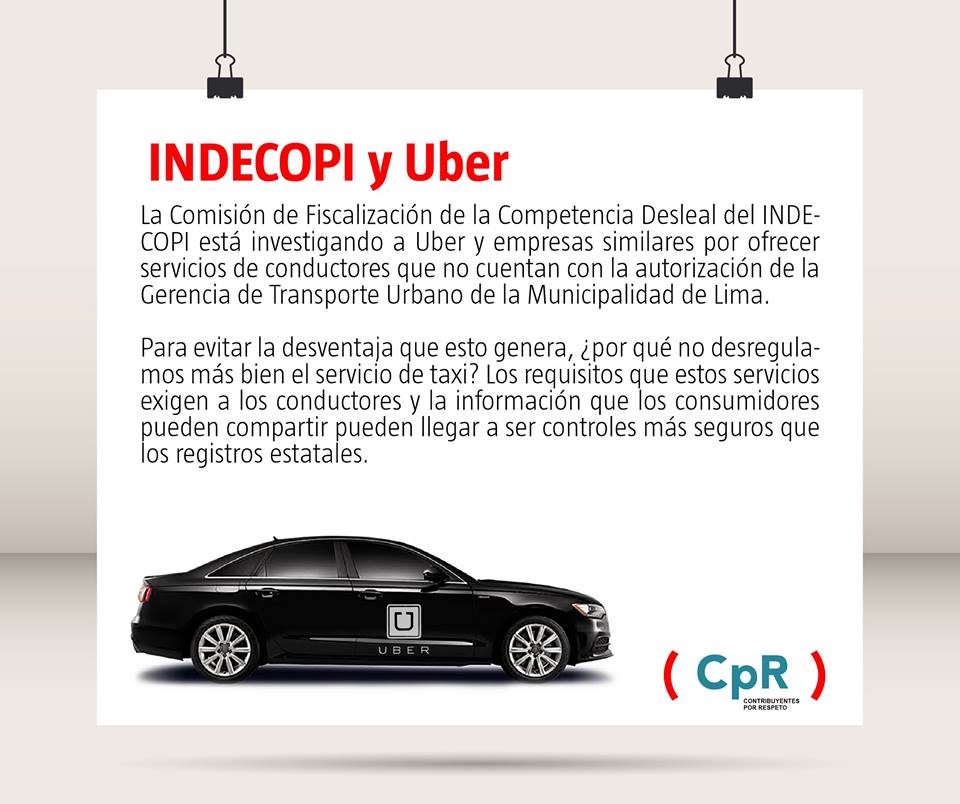 INDECOPI y Uber
La Comisión de Fiscalización de la Competencia Desleal del INDE-
COPI está investigando a Uber y empresas similares por ofrecer
servicios de conductores que no cuentan con la autorización de la
Gerencia de Transporte Urbano de la Municipalidad de Lima.
Para evitar la desventaja que esto genera, ¿por qué no desregula-
mos más bien el servicio de taxi? Los requisitos que estos servicios
exigen a los conductores y la información que los consumidores
pueden compartir pueden llegar a ser controles más seguros que
los registros estatales.
U
UBER
( CpR )
CONTRIBUYENTES
POR RESPETO